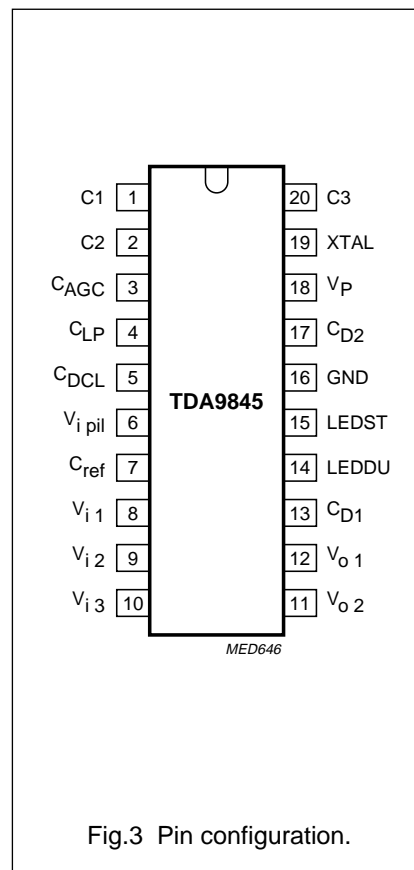 C1 1 20 C3
C2 2 19 XTAL
CAGC 3 18 VP
CLP 4 17 CD2
CDCL 5 16 GND
TDA9845
Vi pil 6 15 LEDST
Cref 7 14 LEDDU
Vi 1 8 13 CD1
Vi 2 9 12 Vo 1
Vi 3 10 11 Vo 2
MED646
Fig.3 Pin configuration.